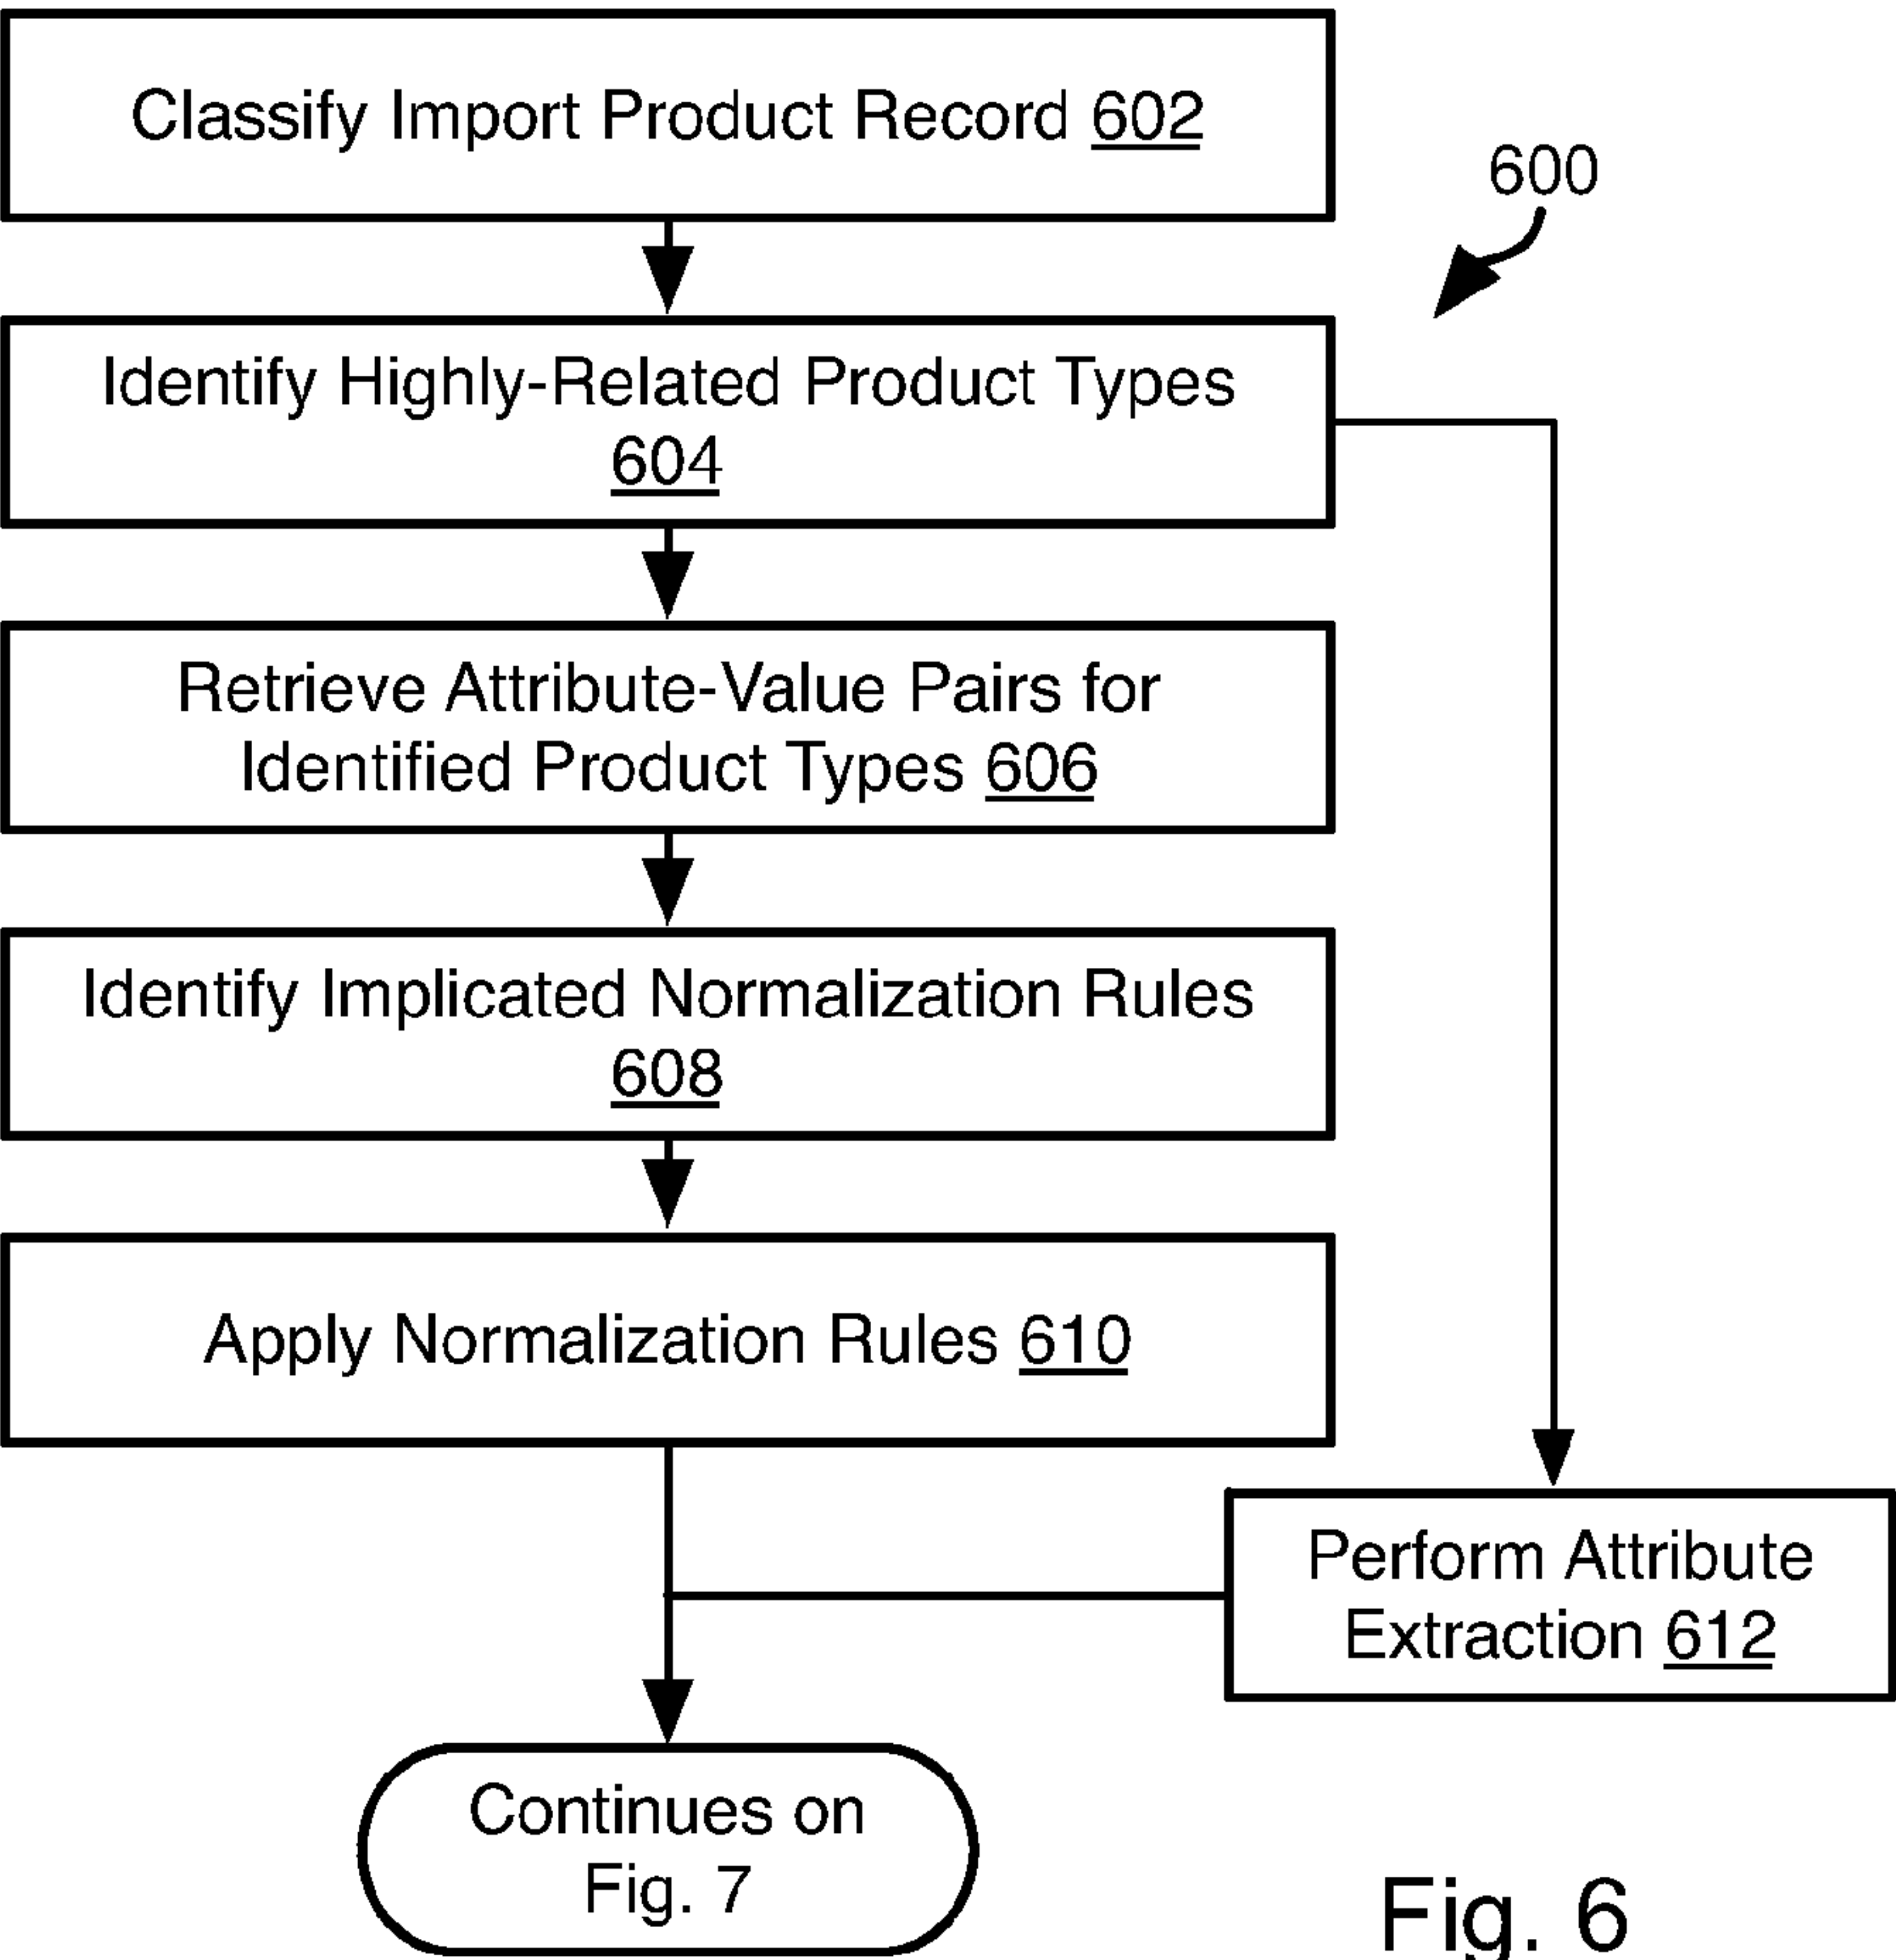 Classify Import Product Record 602
600
Identify Highly-Related Product Types
604
Retrieve Attribute-Value Pairs for
Identified Product Types 606
Identify Implicated Normalization Rules
608
Apply Normalization Rules 610
Perform Attribute
Extraction 612
Continues on
Fig. 7
Fig. 6